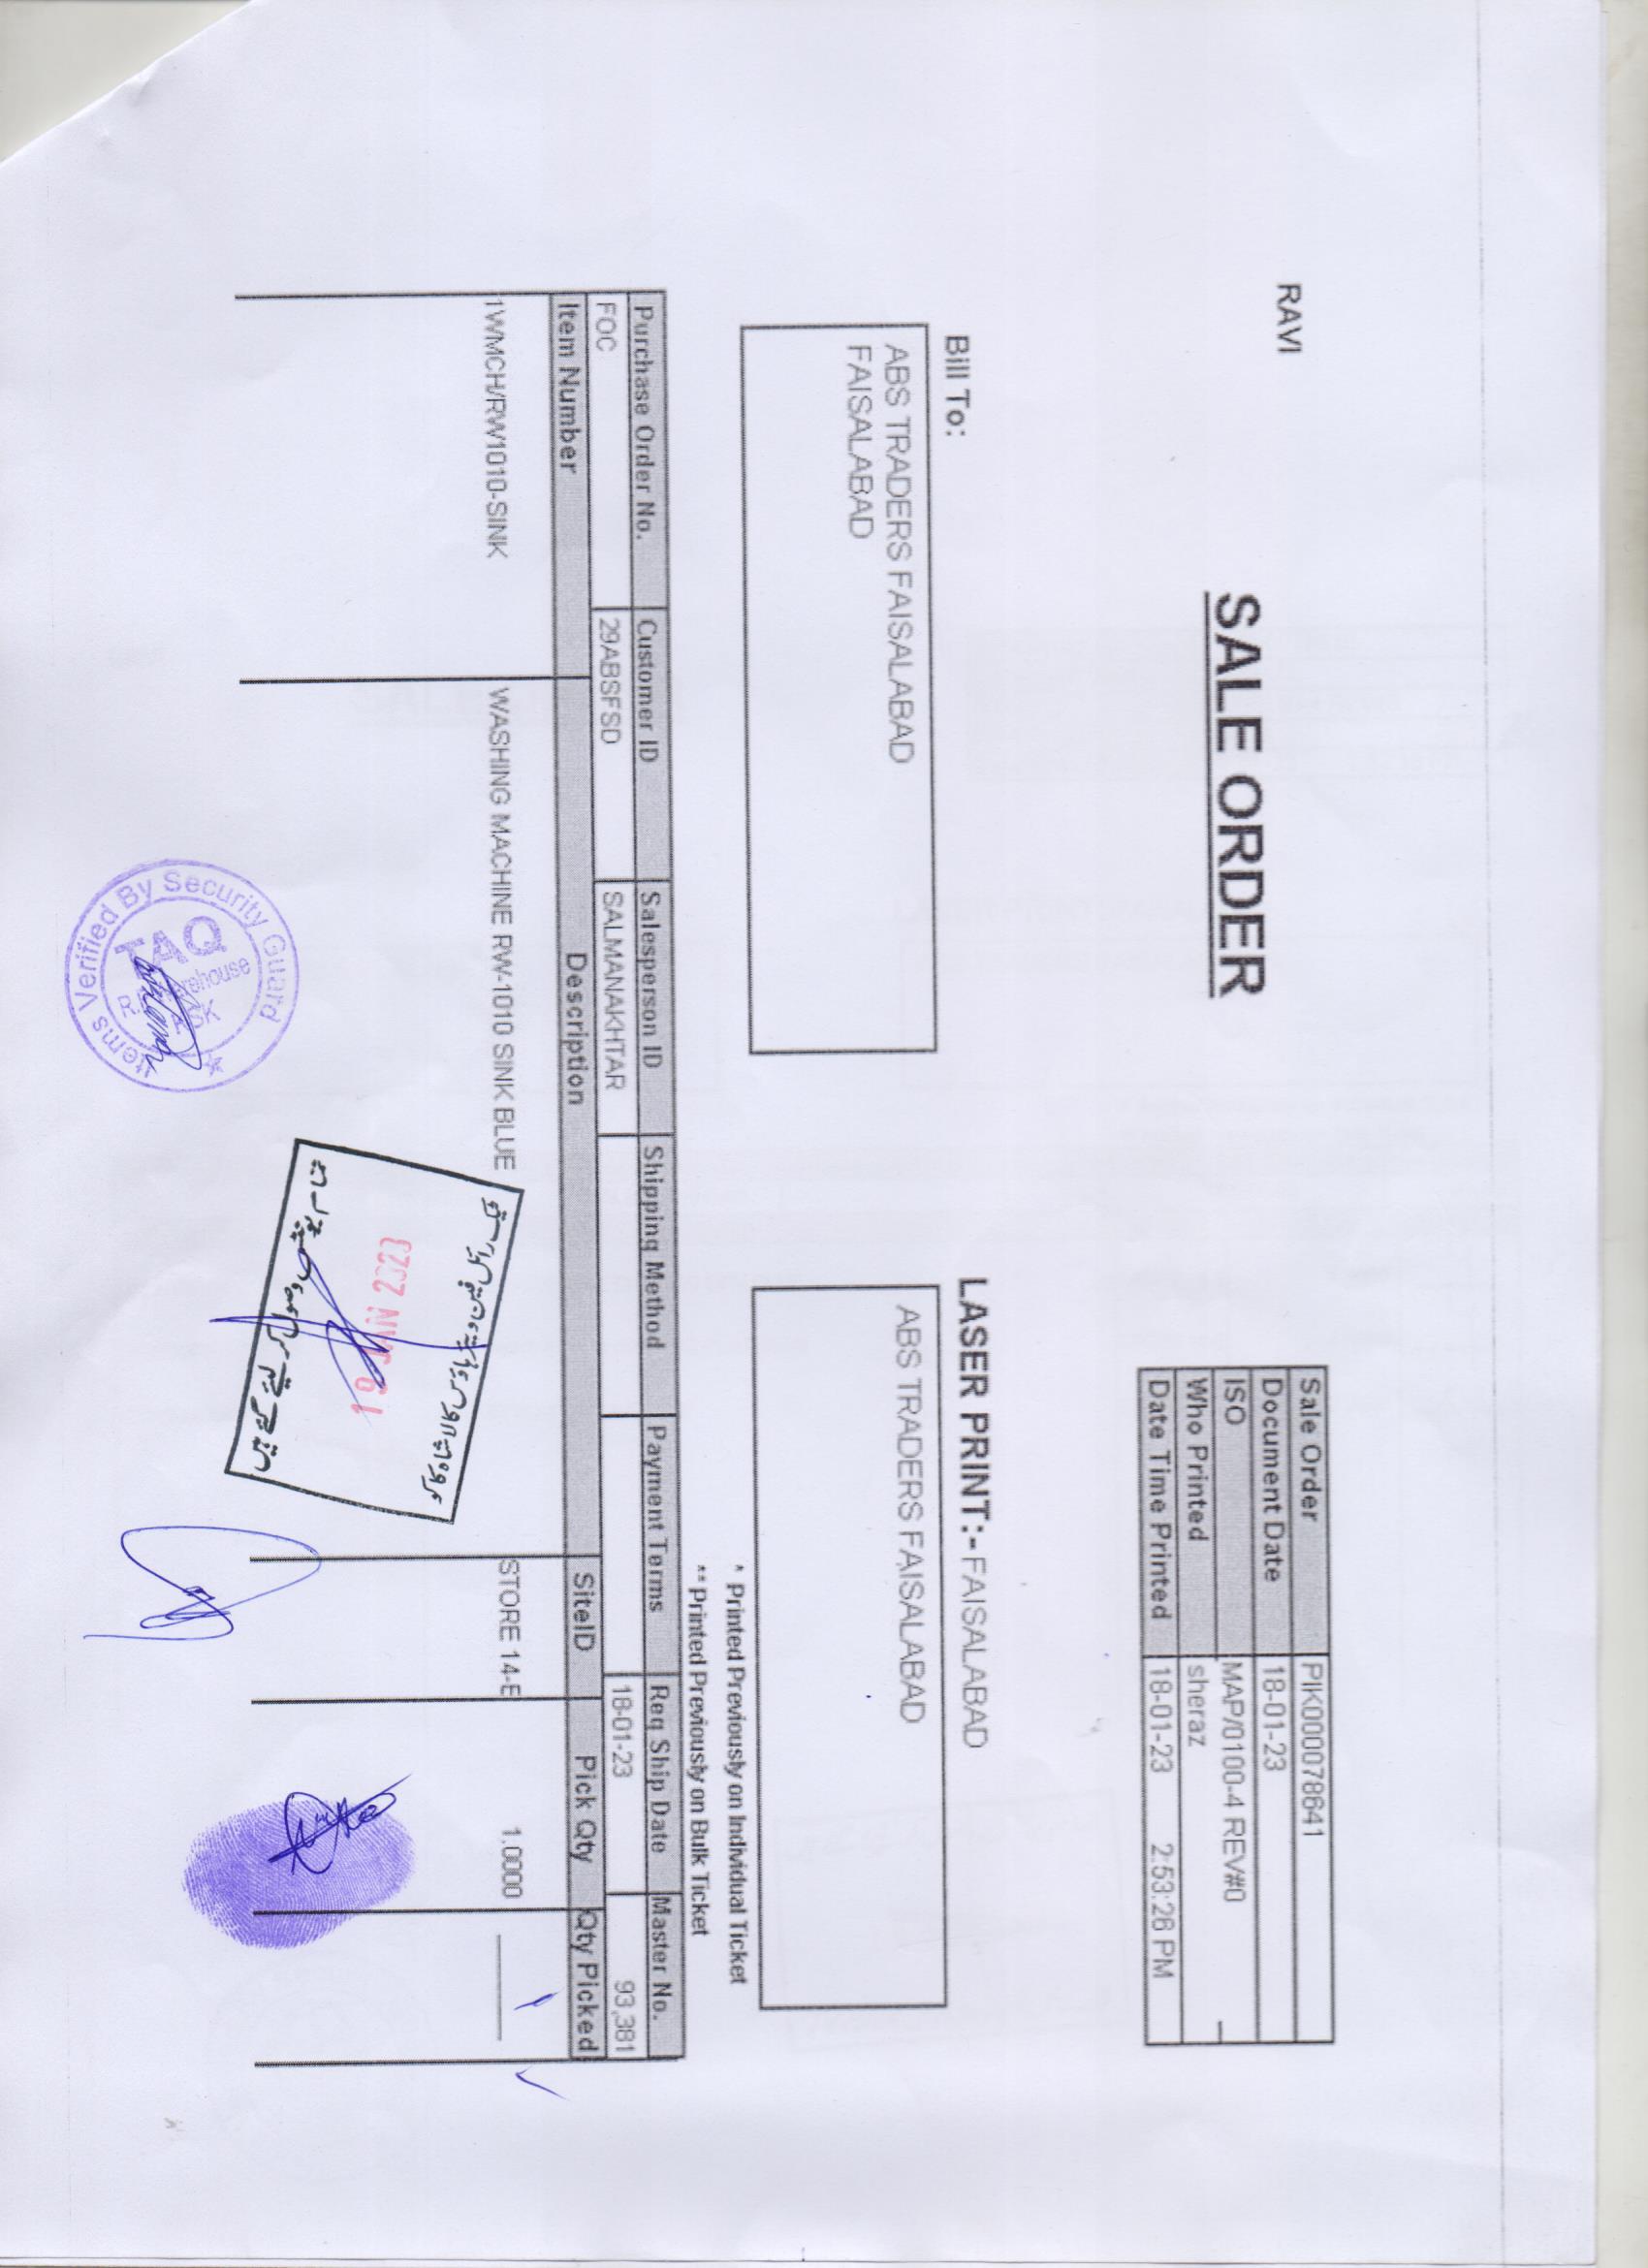 RAVI
SALE ORDER
Sale Order PIK000078641
Document Date 18-01-23
ISO MAP/0100-4 REV#0
Who Printed sheraz
Date Time Printed 18-01-23 2:53:26 PM
Bill To:
ABS TRADERS FAISALABAD
FAISALABAD
LASER PRINT:- FAISALABAD
ABS TRADERS FAISALABAD
* Printed Previously on Individual Ticket
** Printed Previously on Bulk Ticket
Purchase Order No. Customer ID Salesperson ID Shipping Method Payment Terms Req Ship Date Master No.
FOC 29ABSFSD SALMANAKHTAR 18-01-23 93,381
Item Number Description SiteID Pick Qty Qty Picked
1WMCH/RW1010-SINK WASHING MACHINE RW-1010 SINK BLUE STORE 14-E 1.0000 1
19 JAN 2023
Items Verified By Security Guard
TAQ